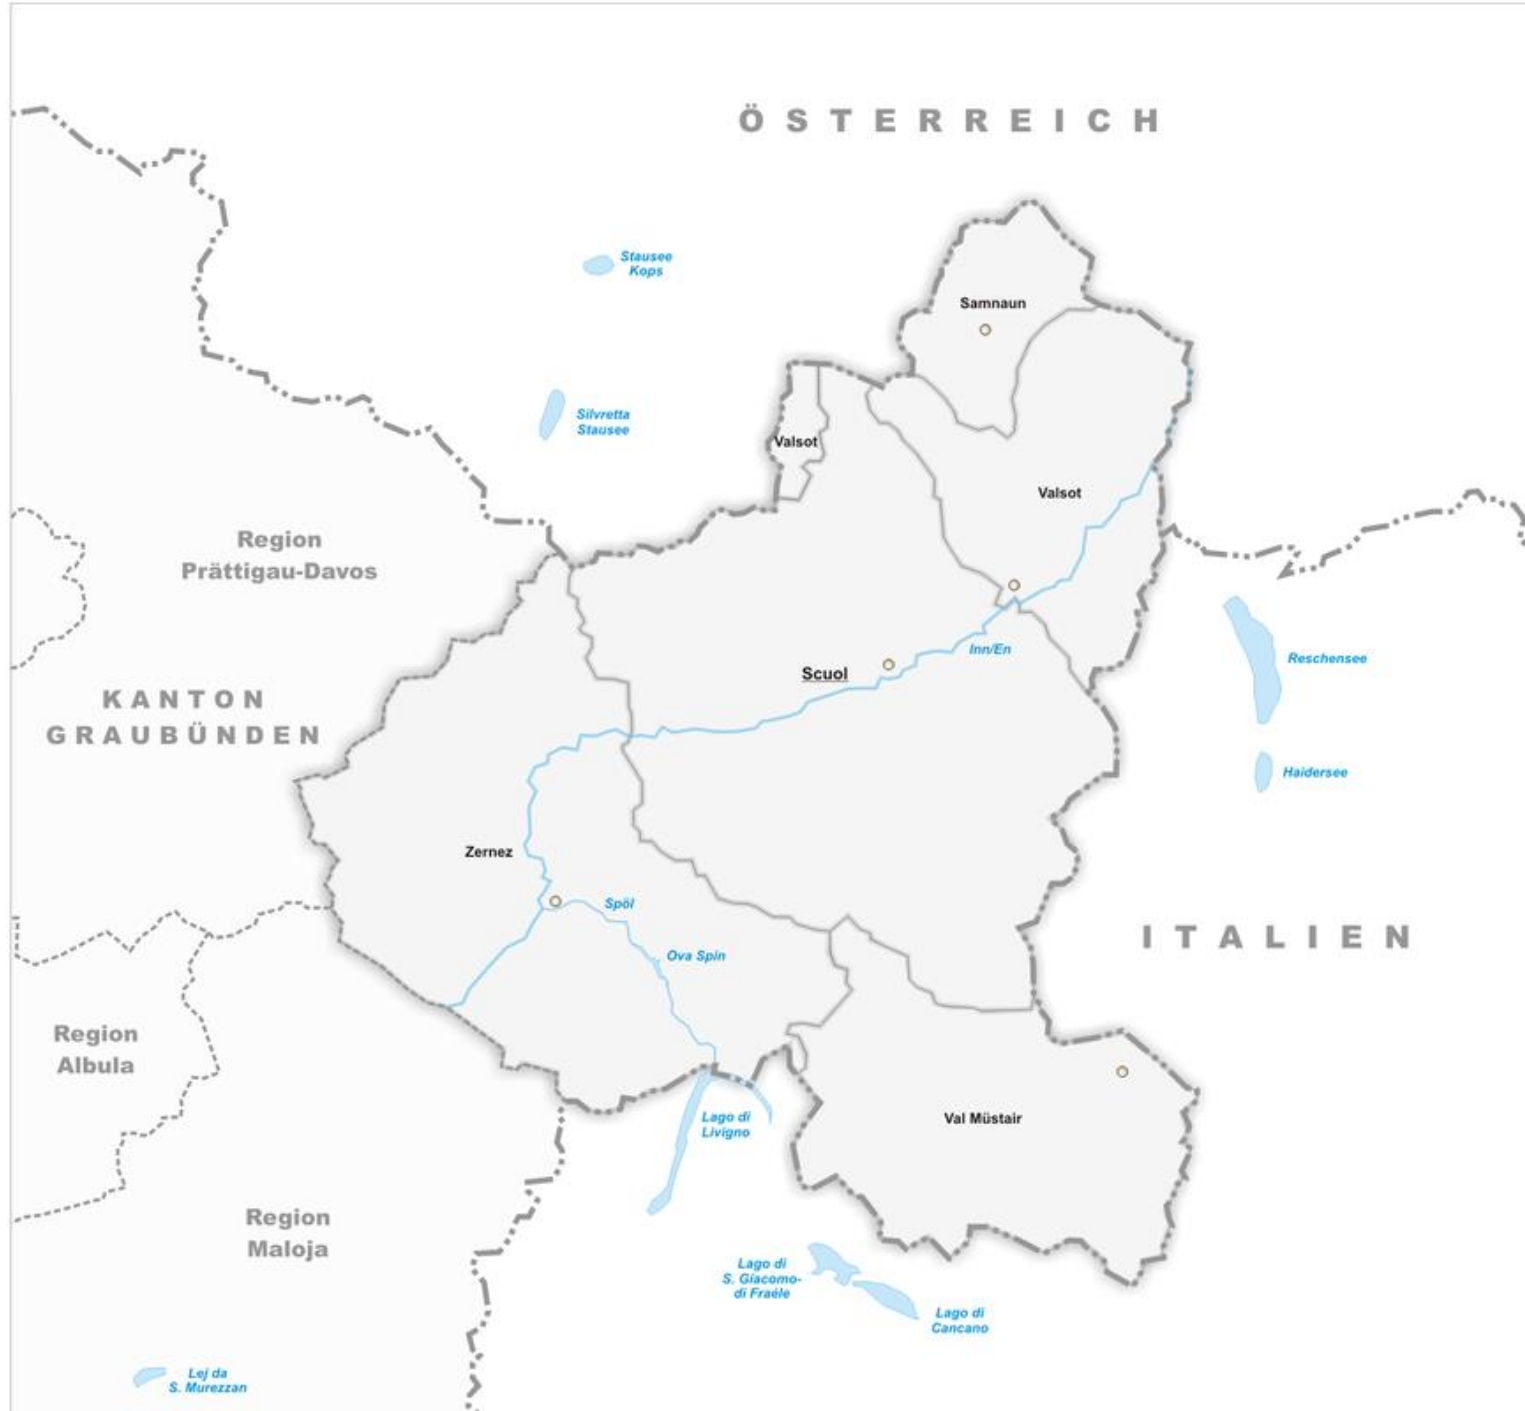 ÖSTERREICH
Stausee
Kops
Samnaun
Silvretta
Stausee
Valsot
Valsot
Region
Prättigau-Davos
Inn/En
Reschensee
Scuol
KANTON
GRAUBÜNDEN
Haidersee
Zernez
Spöl
ITALIEN
Ova Spin
Region
Albula
Lago di
Livigno
Val Müstair
Region
Maloja
Lago di
S. Giacomo-
di Fraéle
Lago di
Cancano
Lej da
S. Murezzan